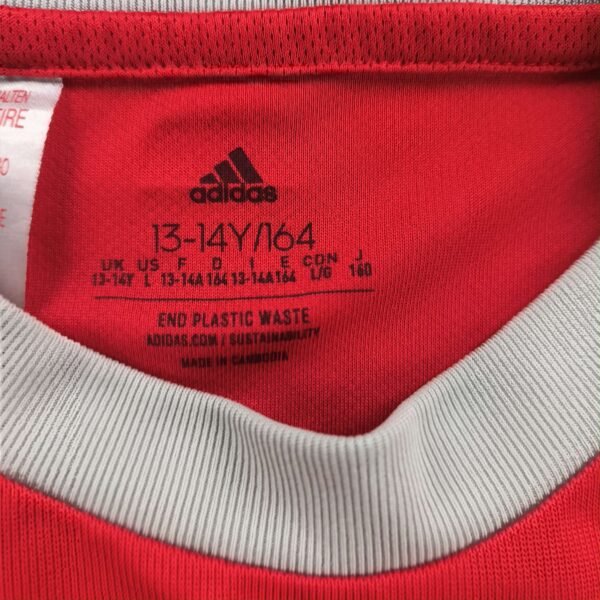 ALTEN
adidas
13-14Y/164
UK US F D I E CON J
13-14Y L 13-14A 164 13-14A 164 L/G 160
END PLASTIC WASTE
ADIDAS.COM / SUSTAINABILITY
MADE IN CAMBODIA